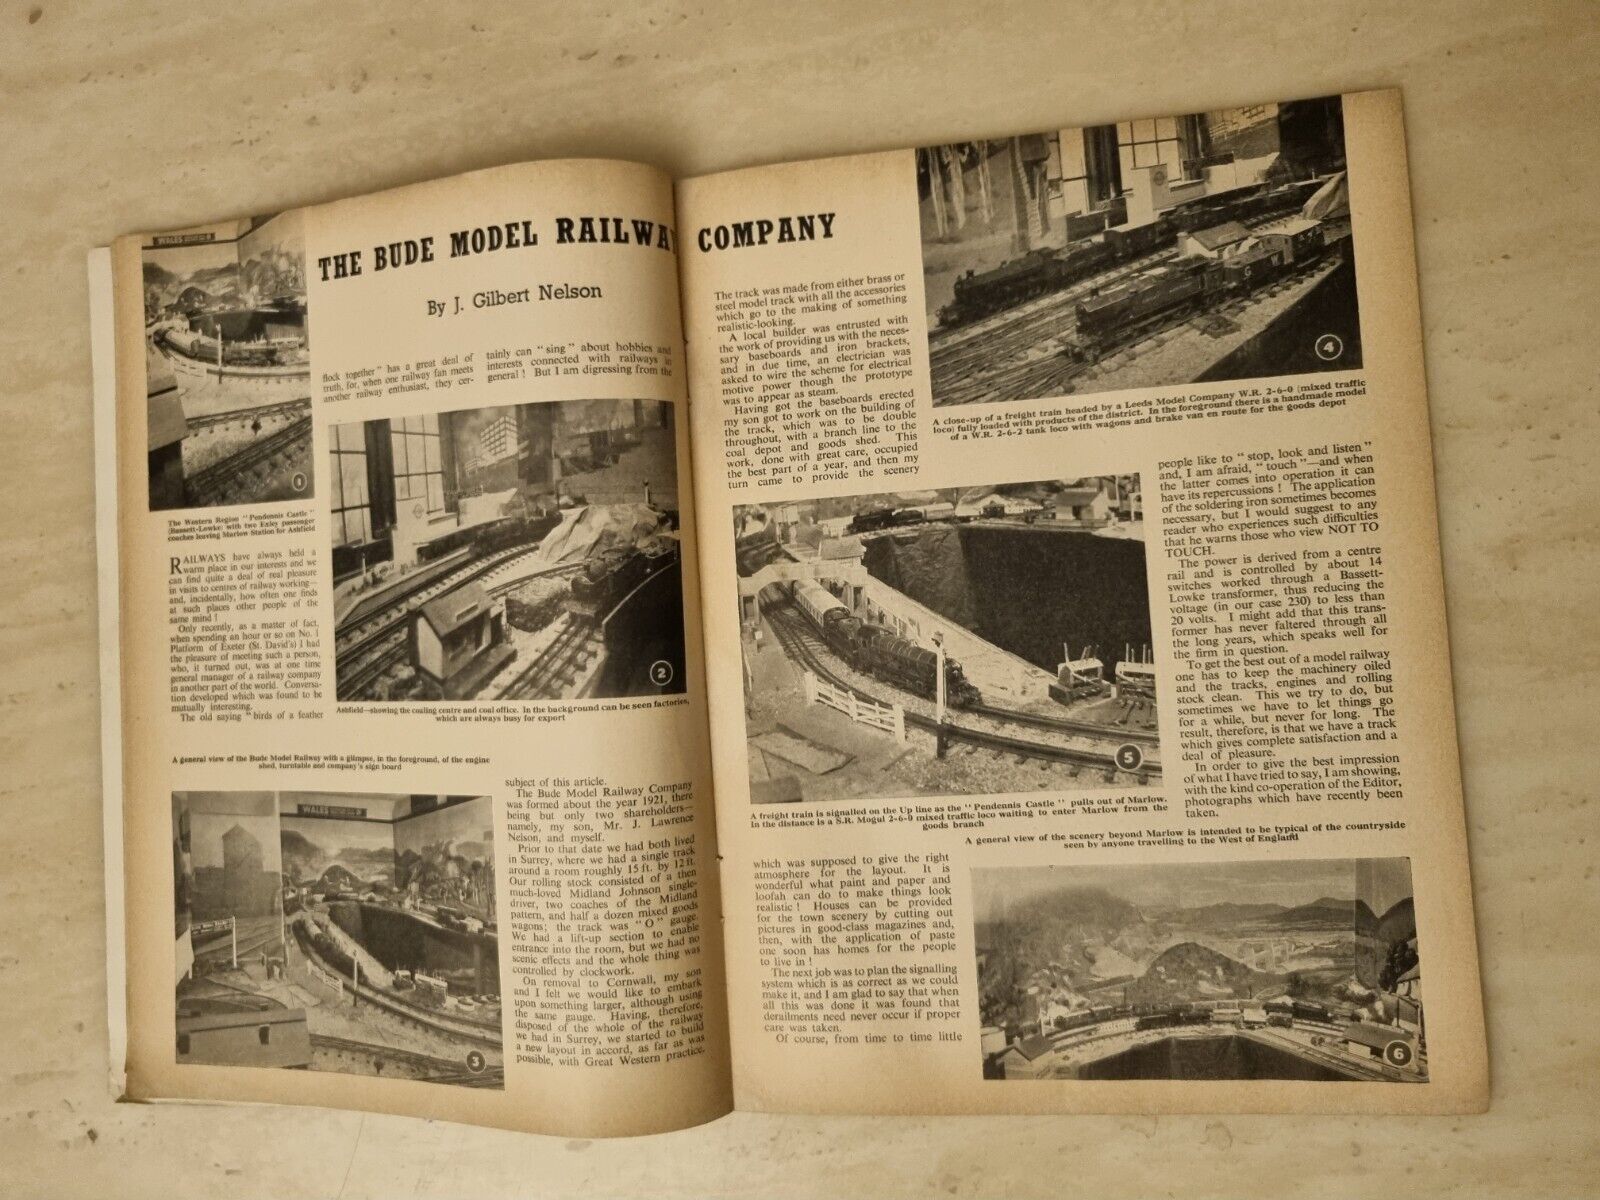 THE BUDE MODEL RAILWAY COMPANY
By J. Gilbert Nelson
WALES
1
The Western Region "Pendennis Castle"
(Bassett-Lowke) with two Exley passenger
coaches leaving Marlow Station for Ashfield
RAILWAYS have always held a
warm place in our interests and we
can find quite a deal of real pleasure
in visits to centres of railway working—
and, incidentally, how often one finds
at such places other people of the
same mind!
Only recently, as a matter of fact,
when spending an hour or so on No. 1
Platform of Exeter (St. David's) I had
the pleasure of meeting such a person,
who, it turned out, was at one time
general manager of a railway company
in another part of the world. Conversa-
tion developed which was found to be
mutually interesting.
The old saying "birds of a feather
flock together" has a great deal of
truth, for, when one railway fan meets
another railway enthusiast, they cer-
tainly can "sing" about hobbies and
interests connected with railways in
general! But I am digressing from the
2
Ashfield—showing the coaling centre and coal office. In the background can be seen factories,
which are always busy for export
A general view of the Bude Model Railway with a glimpse, in the foreground, of the engine
shed, turntable and company's sign board
WALES
3
subject of this article.
The Bude Model Railway Company
was formed about the year 1921, there
being but only two shareholders—
namely, my son, Mr. J. Lawrence
Nelson, and myself.
Prior to that date we had both lived
in Surrey, where we had a single track
around a room roughly 15 ft. by 12 ft.
Our rolling stock consisted of a then
much-loved Midland Johnson single-
driver, two coaches of the Midland
pattern, and half a dozen mixed goods
wagons; the track was "O" gauge.
We had a lift-up section to enable
entrance into the room, but we had no
scenic effects and the whole thing was
controlled by clockwork.
On removal to Cornwall, my son
and I felt we would like to embark
upon something larger, although using
the same gauge. Having, therefore,
disposed of the whole of the railway
we had in Surrey, we started to build
a new layout in accord, as far as was
possible, with Great Western practice.
The track was made from either brass or
steel model track with all the accessories
which go to the making of something
realistic-looking.
A local builder was entrusted with
the work of providing us with the neces-
sary baseboards and iron brackets,
and in due time, an electrician was
asked to wire the scheme for electrical
motive power though the prototype
was to appear as steam.
Having got the baseboards erected
my son got to work on the building of
the track, which was to be double
throughout, with a branch line to the
coal depot and goods shed. This
work, done with great care, occupied
the best part of a year, and then my
turn came to provide the scenery
G W
4
A close-up of a freight train headed by a Leeds Model Company W.R. 2-6-0 (mixed traffic
loco) fully loaded with products of the district. In the foreground there is a handmade model
of a W.R. 2-6-2 tank loco with wagons and brake van en route for the goods depot
5
A freight train is signalled on the Up line as the "Pendennis Castle" pulls out of Marlow.
In the distance is a S.R. Mogul 2-6-0 mixed traffic loco waiting to enter Marlow from the
goods branch
which was supposed to give the right
atmosphere for the layout. It is
wonderful what paint and paper and
loofah can do to make things look
realistic! Houses can be provided
for the town scenery by cutting out
pictures in good-class magazines and,
then, with the application of paste
one soon has homes for the people
to live in!
The next job was to plan the signalling
system which is as correct as we could
make it, and I am glad to say that when
all this was done it was found that
derailments need never occur if proper
care was taken.
Of course, from time to time little
people like to "stop, look and listen"
and, I am afraid, "touch"—and when
the latter comes into operation it can
have its repercussions! The application
of the soldering iron sometimes becomes
necessary, but I would suggest to any
reader who experiences such difficulties
that he warns those who view NOT TO
TOUCH.
The power is derived from a centre
rail and is controlled by about 14
switches worked through a Bassett-
Lowke transformer, thus reducing the
voltage (in our case 230) to less than
20 volts. I might add that this trans-
former has never faltered through all
the long years, which speaks well for
the firm in question.
To get the best out of a model railway
one has to keep the machinery oiled
and the tracks, engines and rolling
stock clean. This we try to do, but
sometimes we have to let things go
for a while, but never for long. The
result, therefore, is that we have a track
which gives complete satisfaction and a
deal of pleasure.
In order to give the best impression
of what I have tried to say, I am showing,
with the kind co-operation of the Editor,
photographs which have recently been
taken.
A general view of the scenery beyond Marlow is intended to be typical of the countryside
seen by anyone travelling to the West of England
6